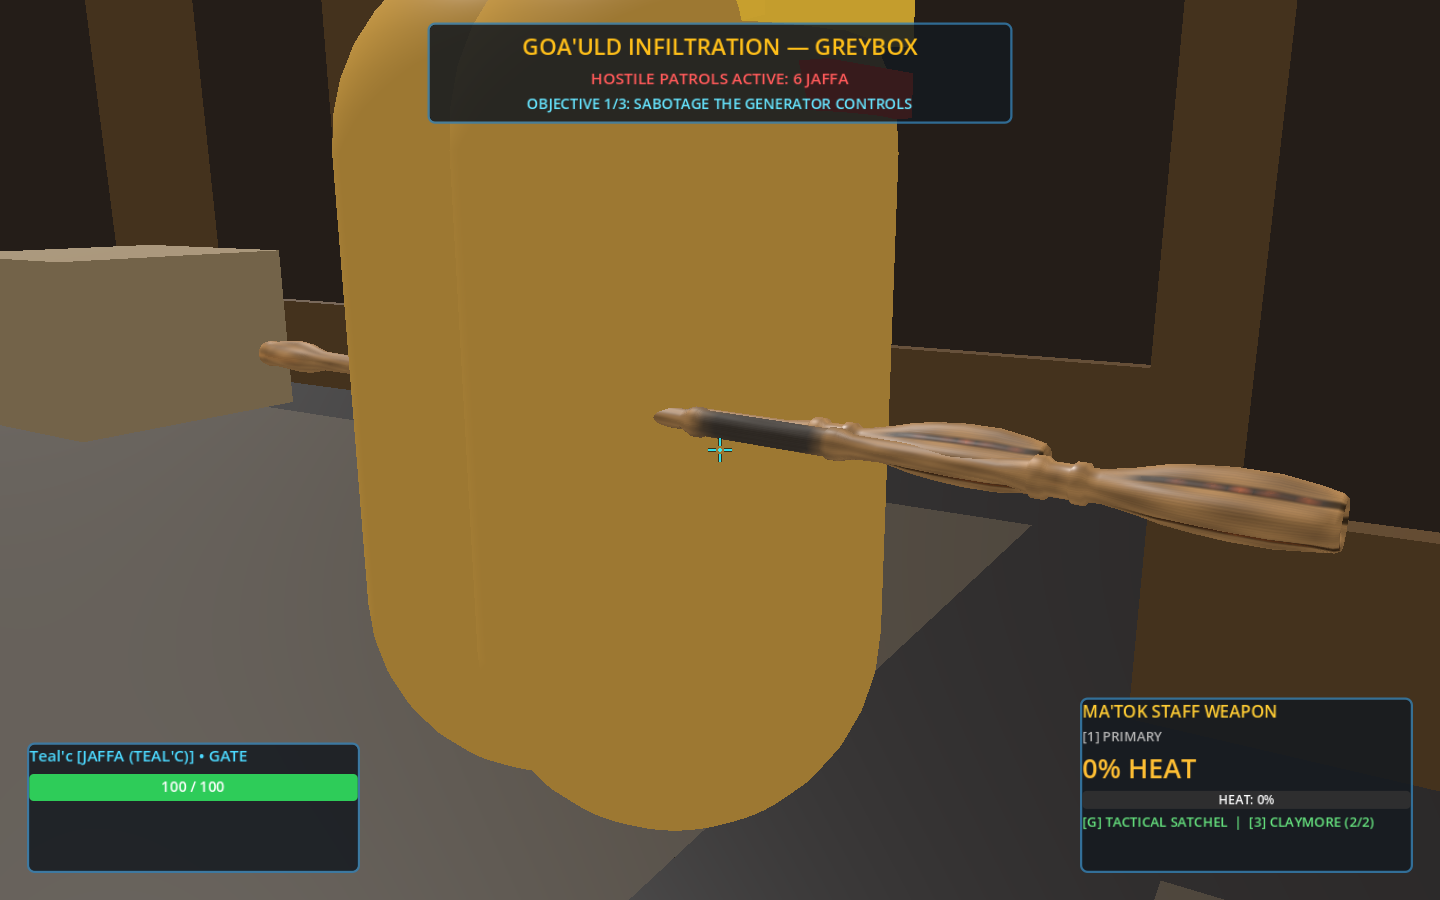 GOA'ULD INFILTRATION — GREYBOX
HOSTILE PATROLS ACTIVE: 6 JAFFA
OBJECTIVE 1/3: SABOTAGE THE GENERATOR CONTROLS
Teal'c [JAFFA (TEAL'C)] • GATE
100 / 100
MA'TOK STAFF WEAPON
[1] PRIMARY
0% HEAT
HEAT: 0%
[G] TACTICAL SATCHEL | [3] CLAYMORE (2/2)